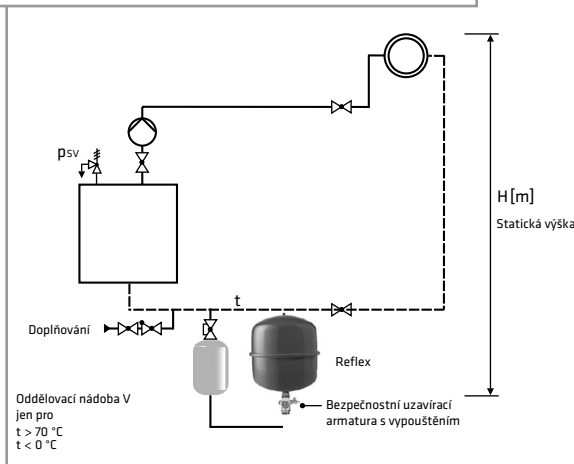 pSV
H [m]
Statická výška
t
Doplňování
Reflex
Oddělovací nádoba V
jen pro
t > 70 °C
t < 0 °C
Bezpečnostní uzavírací
armatura s vypouštěním